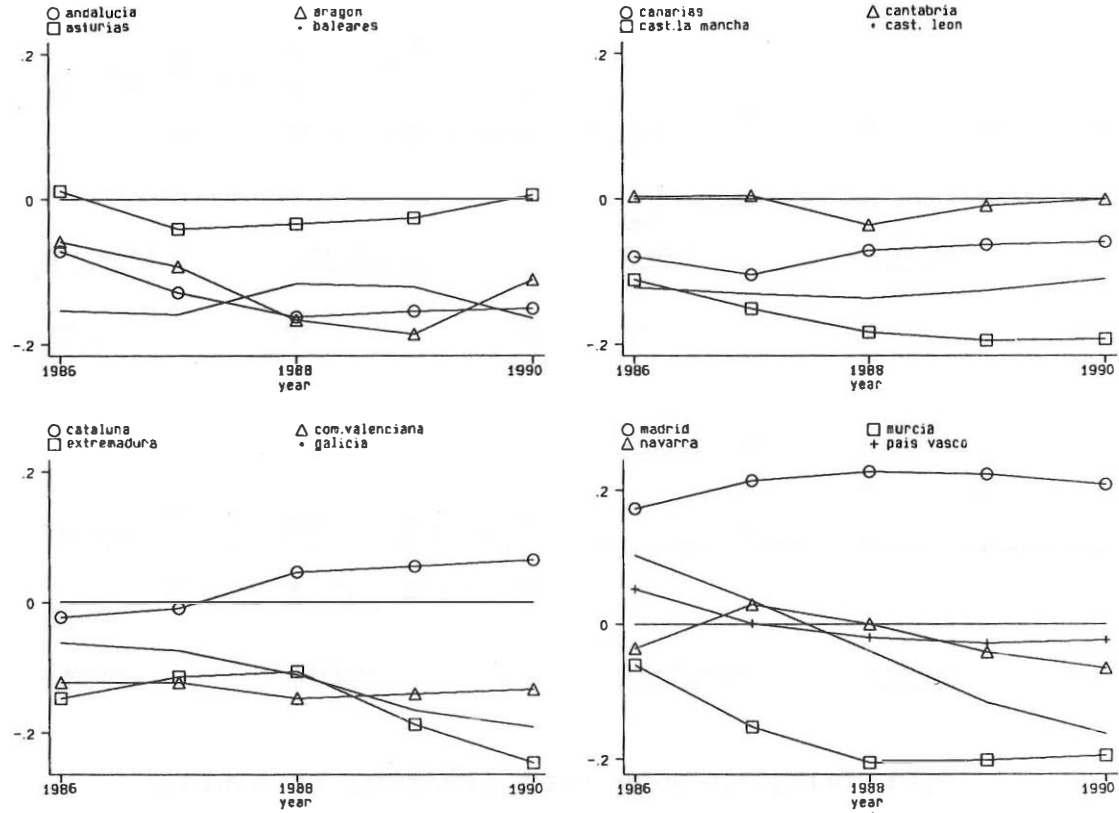 andalucia aragon
asturias baleares
.2
0
-.2
1986 1988 1990
year
canarias cantabria
cast.la mancha cast. leon
.2
0
-.2
1986 1988 1990
year
cataluna com.valenciana
extremadura galicia
.2
0
-.2
1986 1988 1990
year
madrid murcia
navarra pais vasco
.2
0
-.2
1986 1988 1990
year